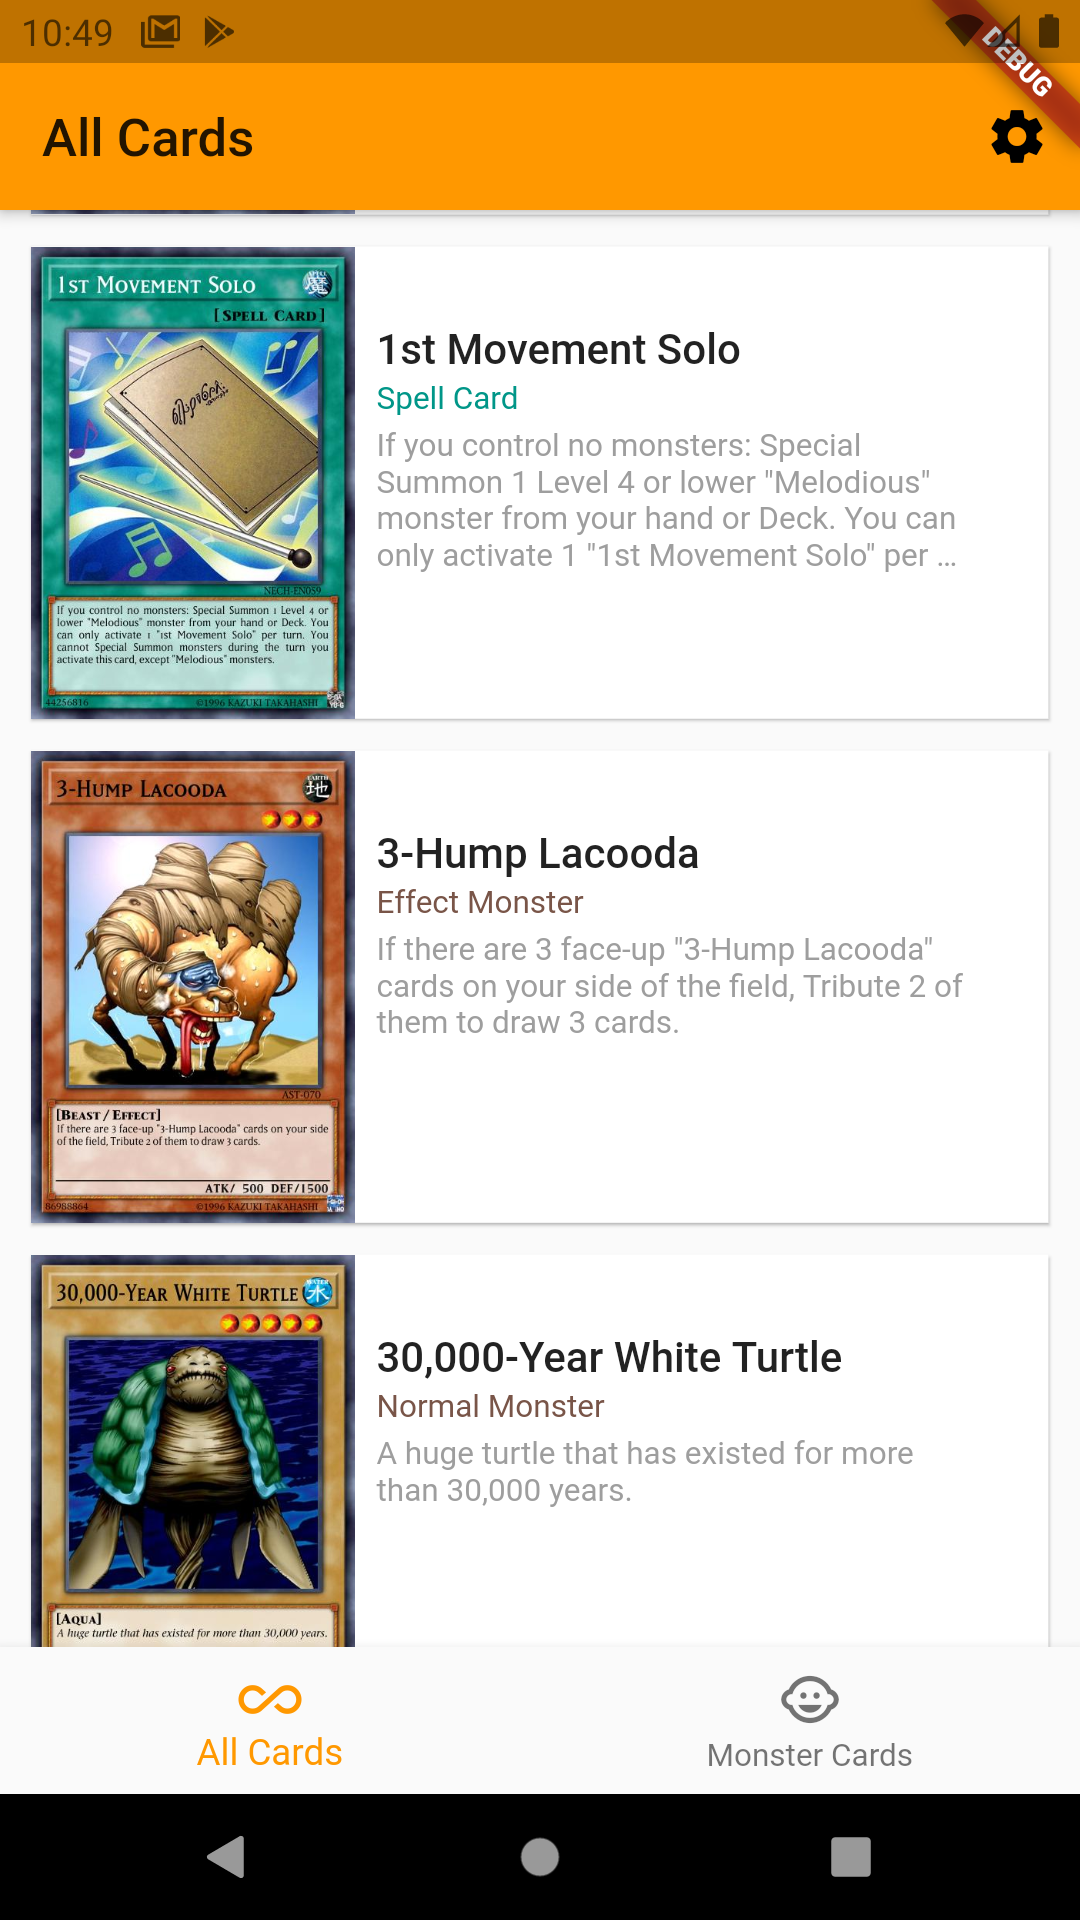 10:49
DEBUG
All Cards
1st Movement Solo
[Spell Card]
NECH-EN059
If you control no monsters: Special Summon 1 Level 4 or
lower "Melodious" monster from your hand or Deck. You
can only activate 1 "1st Movement Solo" per turn. You
cannot Special Summon monsters during the turn you
activate this card, except "Melodious" monsters.
44256816
©1996 KAZUKI TAKAHASHI
1st Movement Solo
Spell Card
If you control no monsters: Special
Summon 1 Level 4 or lower "Melodious"
monster from your hand or Deck. You can
only activate 1 "1st Movement Solo" per ...
3-Hump Lacooda
EARTH
地
AST-070
[Beast / Effect]
If there are 3 face-up "3-Hump Lacooda" cards on your side
of the field, Tribute 2 of them to draw 3 cards.
ATK/ 500 DEF/1500
86988864
©1996 KAZUKI TAKAHASHI
3-Hump Lacooda
Effect Monster
If there are 3 face-up "3-Hump Lacooda"
cards on your side of the field, Tribute 2 of
them to draw 3 cards.
30,000-Year White Turtle
WATER
水
[Aqua]
A huge turtle that has existed for more than 30,000 years.
30,000-Year White Turtle
Normal Monster
A huge turtle that has existed for more
than 30,000 years.
All Cards
Monster Cards